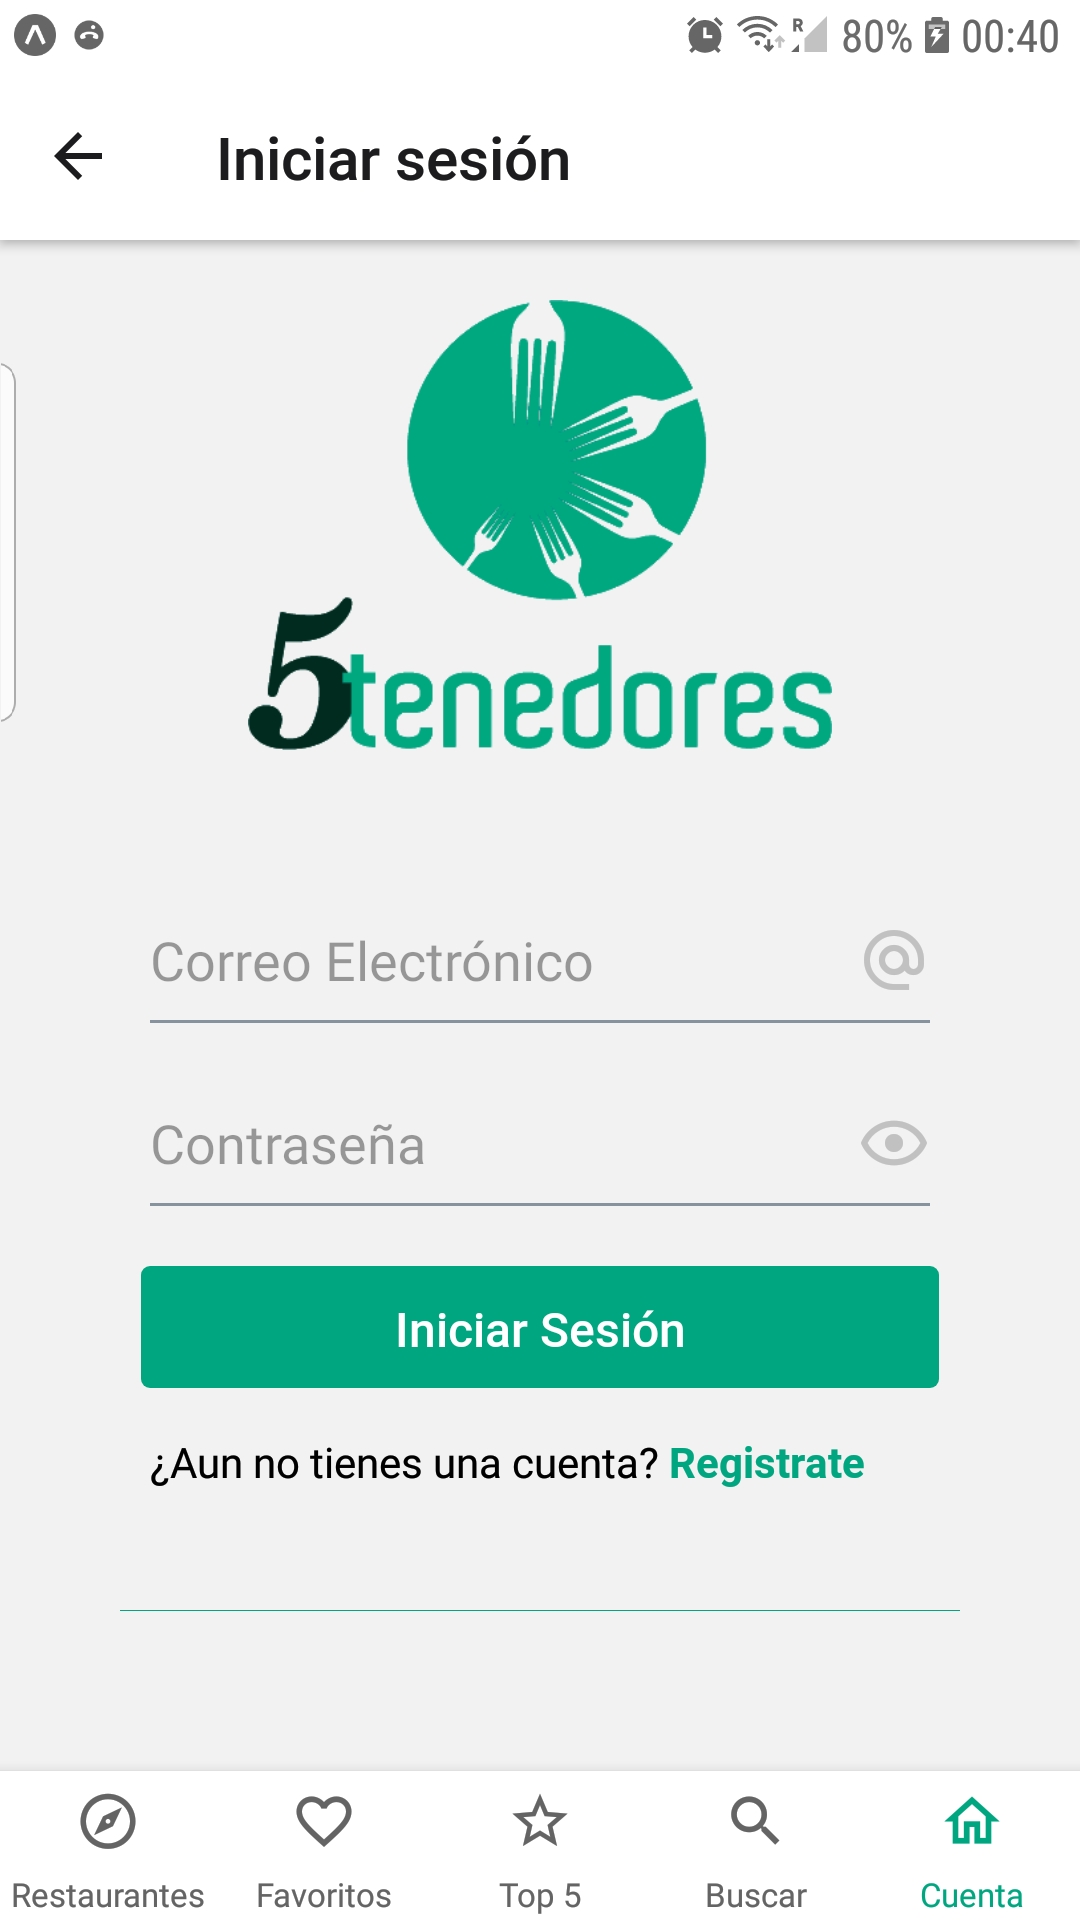 R 80% 00:40
Iniciar sesión
5tenedores
Correo Electrónico
Contraseña
Iniciar Sesión
¿Aun no tienes una cuenta? Registrate
Restaurantes Favoritos Top 5 Buscar Cuenta